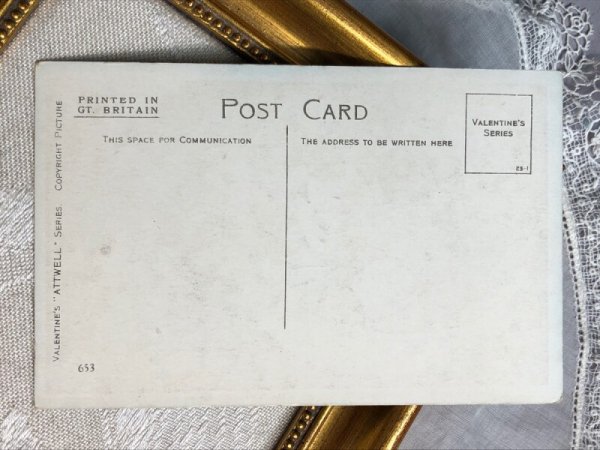 PRINTED IN
GT. BRITAIN
POST CARD
THIS SPACE FOR COMMUNICATION
THE ADDRESS TO BE WRITTEN HERE
VALENTINE'S
SERIES
VALENTINE'S "ATTWELL" SERIES. COPYRIGHT PICTURE
653